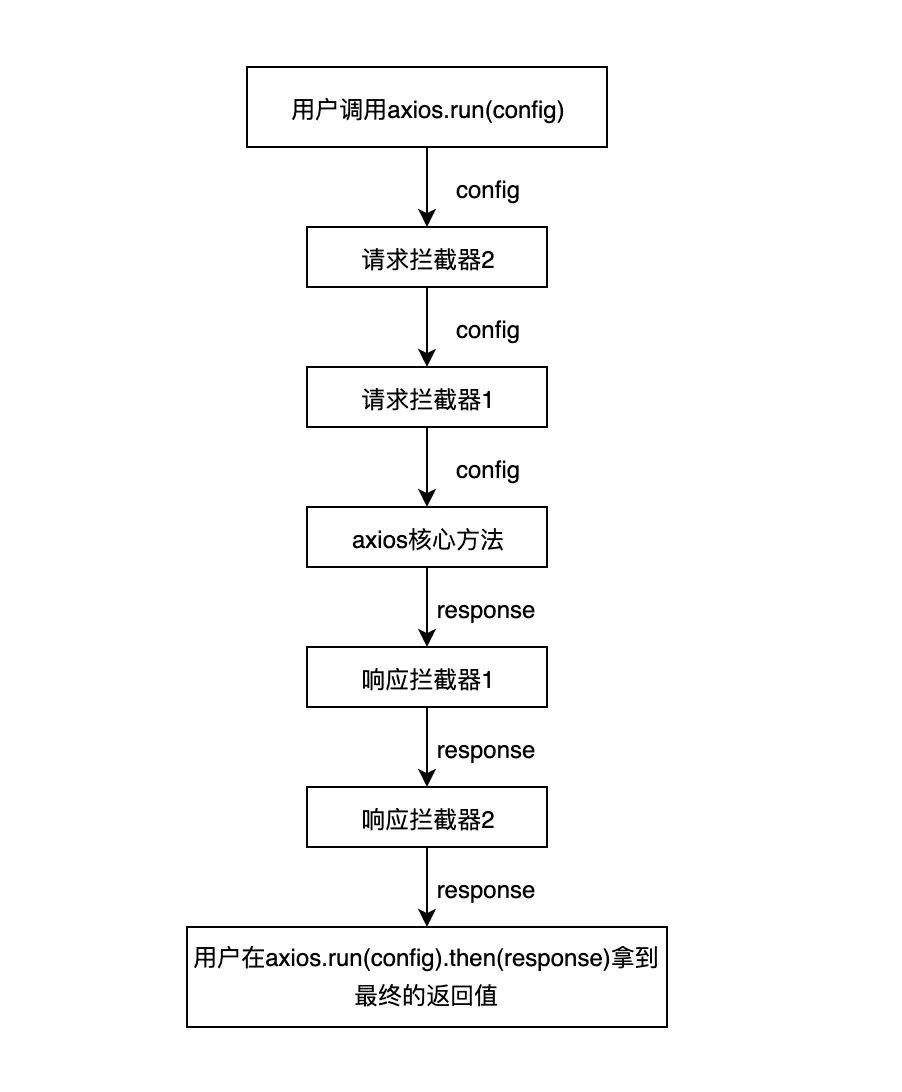 用户调用axios.run(config)
config
请求拦截器2
config
请求拦截器1
config
axios核心方法
response
响应拦截器1
response
响应拦截器2
response
用户在axios.run(config).then(response)拿到
最终的返回值